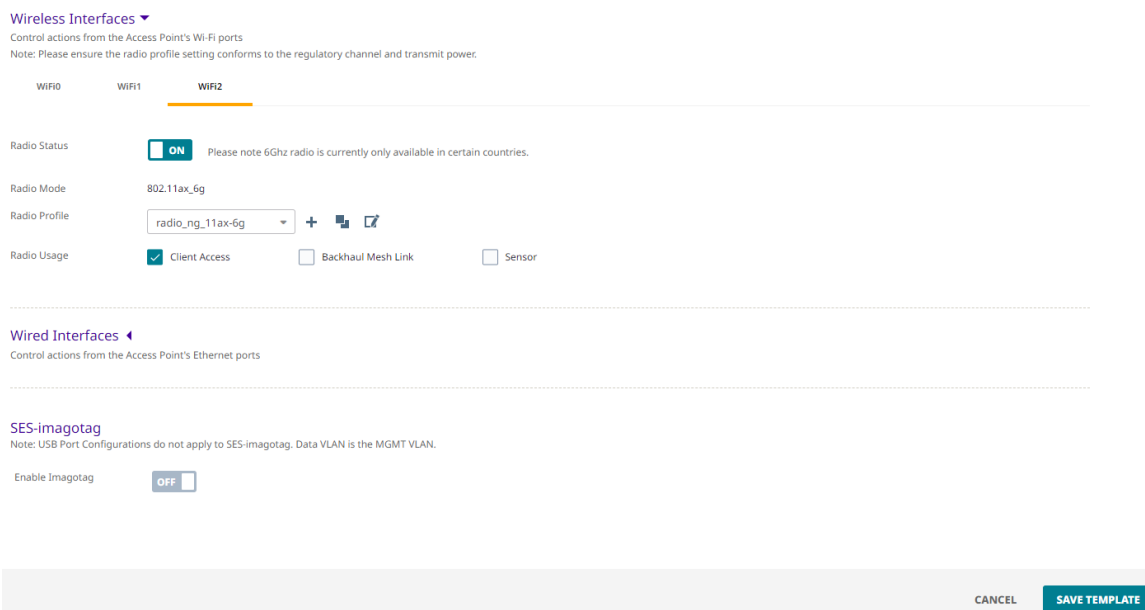 Wireless Interfaces
Control actions from the Access Point's Wi-Fi ports
Note: Please ensure the radio profile setting conforms to the regulatory channel and transmit power.
WiFi0 WiFi1 WiFi2
Radio Status ON Please note 6Ghz radio is currently only available in certain countries.
Radio Mode 802.11ax_6g
Radio Profile radio_ng_11ax-6g
Radio Usage Client Access Backhaul Mesh Link Sensor
Wired Interfaces
Control actions from the Access Point's Ethernet ports
SES-imagotag
Note: USB Port Configurations do not apply to SES-imagotag. Data VLAN is the MGMT VLAN.
Enable Imagotag OFF
CANCEL SAVE TEMPLATE